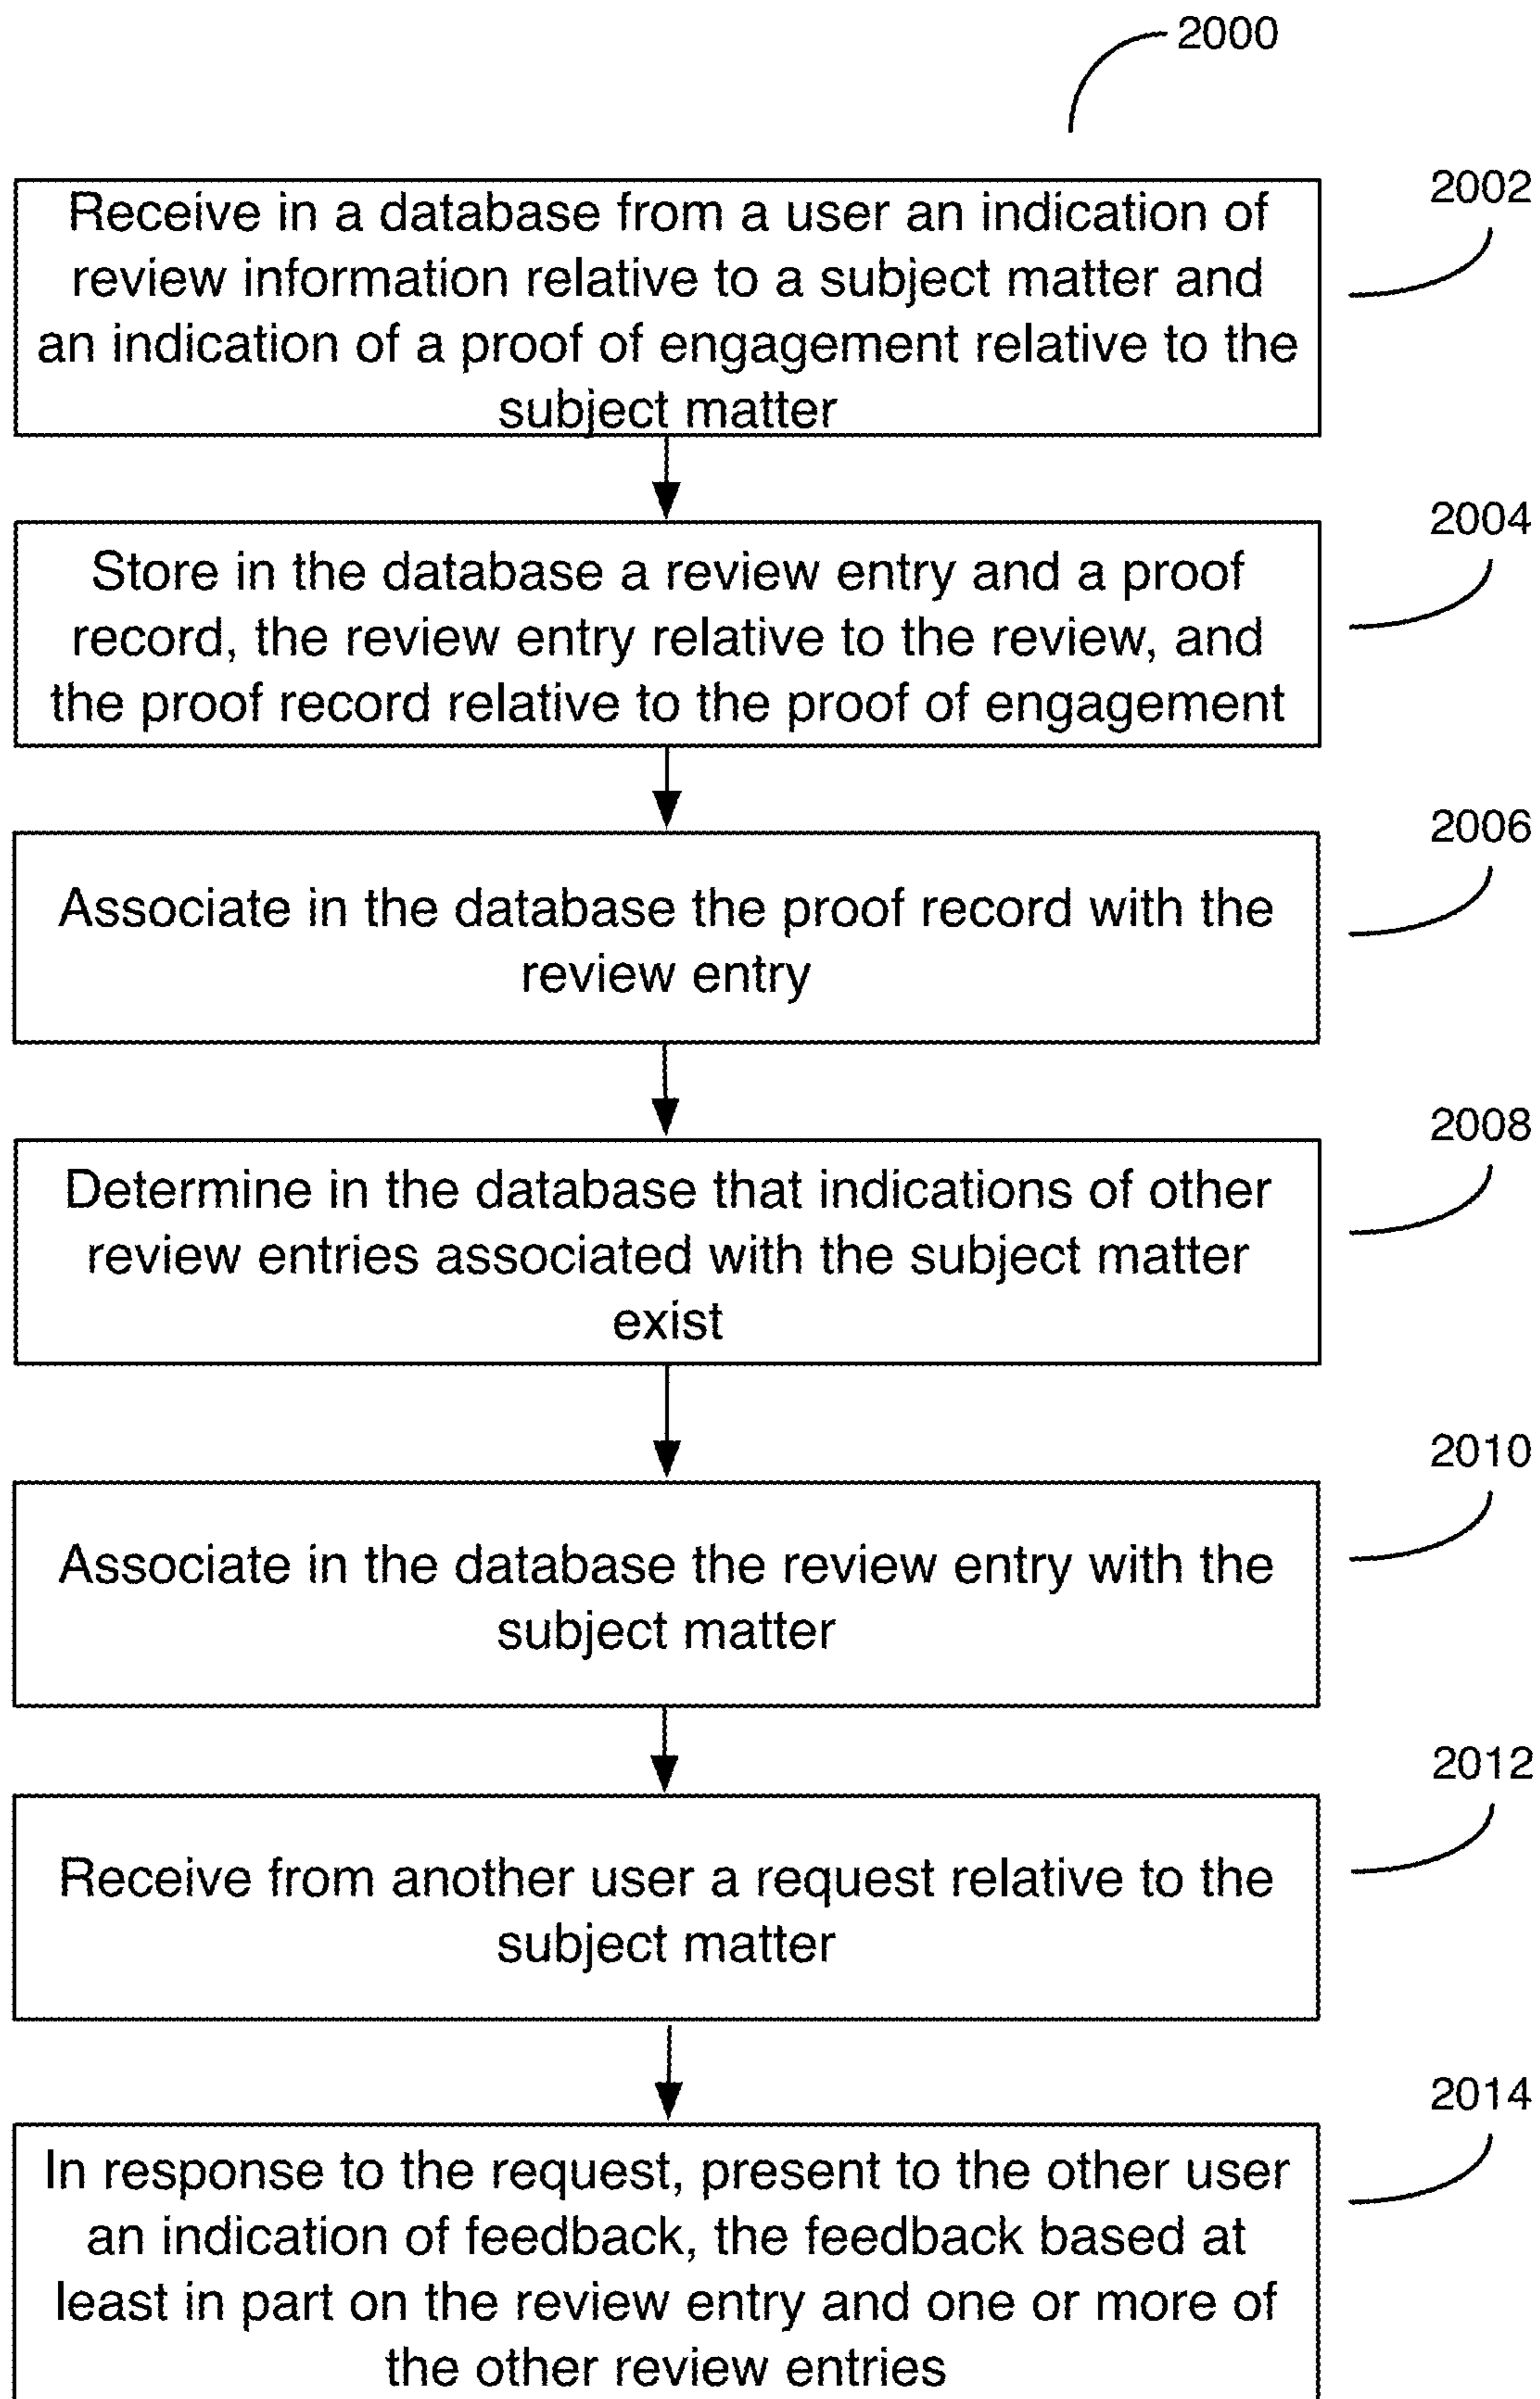 2000
2002
Receive in a database from a user an indication of
review information relative to a subject matter and
an indication of a proof of engagement relative to the
subject matter
2004
Store in the database a review entry and a proof
record, the review entry relative to the review, and
the proof record relative to the proof of engagement
2006
Associate in the database the proof record with the
review entry
2008
Determine in the database that indications of other
review entries associated with the subject matter
exist
2010
Associate in the database the review entry with the
subject matter
2012
Receive from another user a request relative to the
subject matter
2014
In response to the request, present to the other user
an indication of feedback, the feedback based at
least in part on the review entry and one or more of
the other review entries